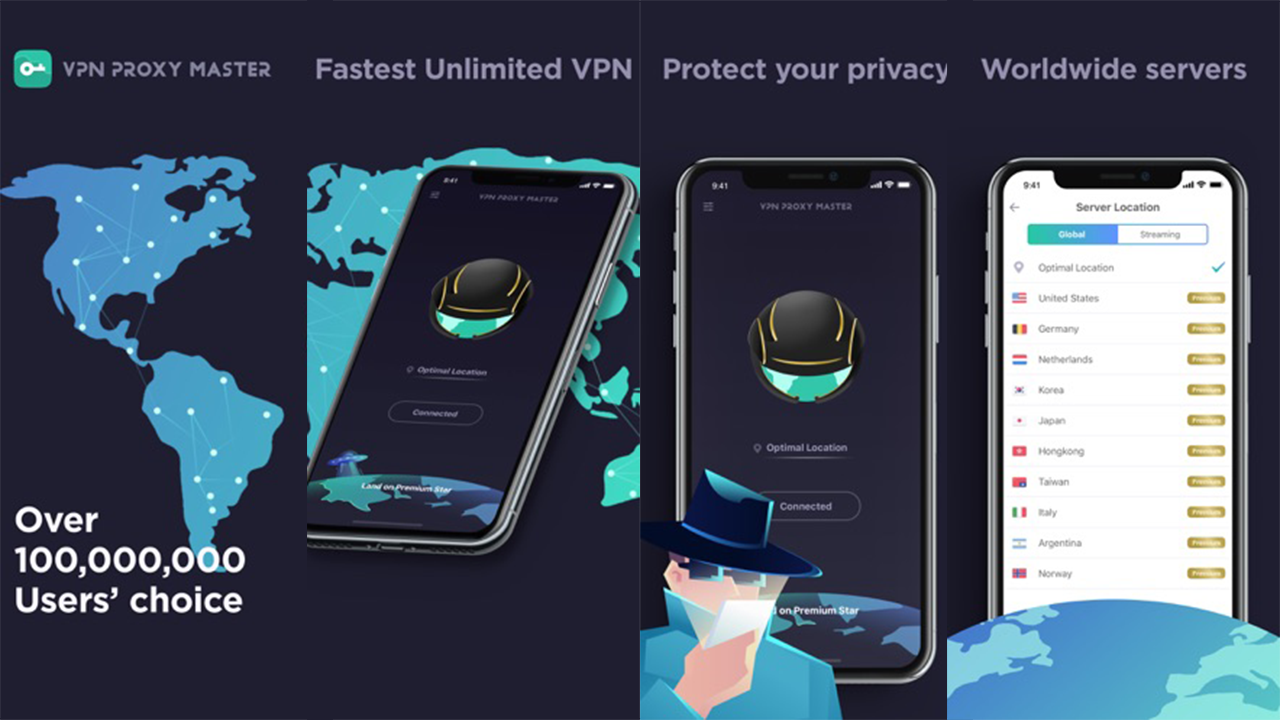 VPN PROXY MASTER
Over
100,000,000
Users' choice
Fastest Unlimited VPN
9:41
VPN PROXY MASTER
Optimal Location
Connected
Land on Premium Star
Protect your privacy
9:41
VPN PROXY MASTER
Optimal Location
Connected
d on Premium Star
Worldwide servers
9:41
Server Location
Global Streaming
Optimal Location
United States Premium
Germany Premium
Netherlands Premium
Korea Premium
Japan Premium
Hongkong Premium
Taiwan Premium
Italy Premium
Argentina Premium
Norway Premium